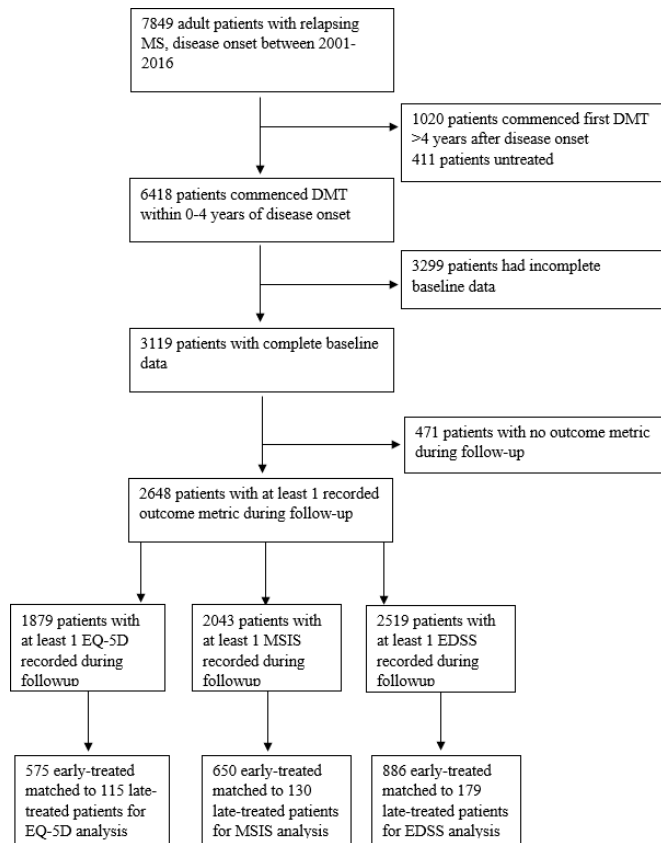 7849 adult patients with relapsing
MS, disease onset between 2001-
2016
1020 patients commenced first DMT
>4 years after disease onset
411 patients untreated
6418 patients commenced DMT
within 0-4 years of disease onset
3299 patients had incomplete
baseline data
3119 patients with complete baseline
data
471 patients with no outcome metric
during follow-up
2648 patients with at least 1 recorded
outcome metric during follow-up
1879 patients with
at least 1 EQ-5D
recorded during
followup
2043 patients with
at least 1 MSIS
recorded during
followup
2519 patients with
at least 1 EDSS
recorded during
followup
575 early-treated
matched to 115 late-
treated patients for
EQ-5D analysis
650 early-treated
matched to 130
late-treated patients
for MSIS analysis
886 early-treated
matched to 179
late-treated patients
for EDSS analysis